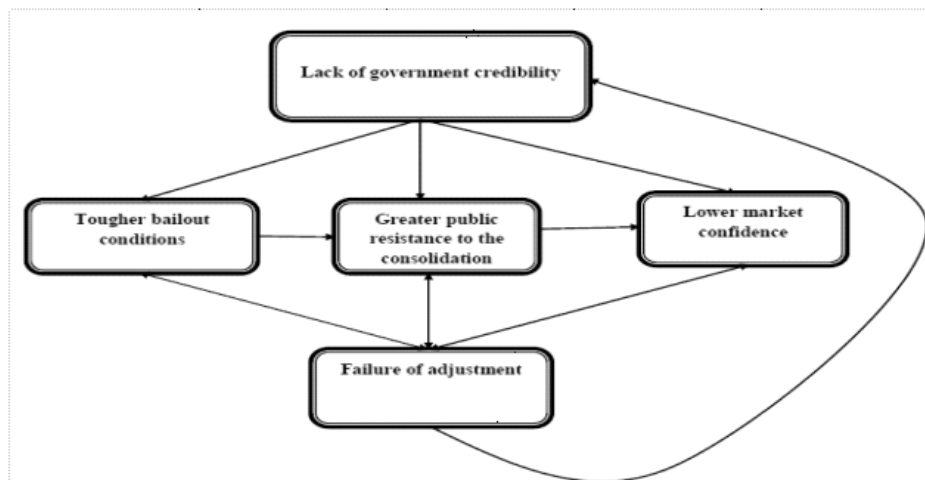 Lack of government credibility
Tougher bailout
conditions
Greater public
resistance to the
consolidation
Lower market
confidence
Failure of adjustment